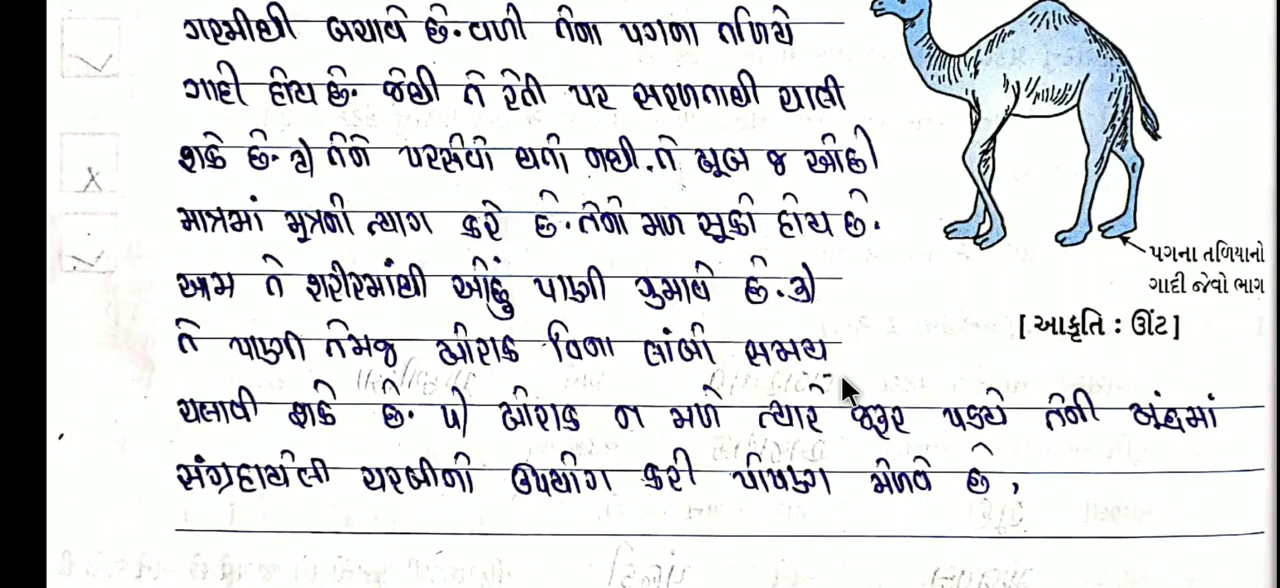 ગરમીથી બચાવે છે. વળી તેના પગના તળિયે
ગાદી હોય છે. જેથી તે રેતી પર સરળતાથી ચાલી
શકે છે. ૩) તેને પરસેવો થતો નથી. તે ખૂબ જ ઓછી
માત્રમાં મૂત્રનો ત્યાગ કરે છે. તેનો મળ સૂકો હોય છે.
આમ તે શરીરમાંથી ઓછું પાણી ગુમાવે છે. ૪)
તે પાણી તેમજ ખોરાક વિના લાંબો સમય
ચલાવી શકે છે. ૫) ખોરાક ન મળે ત્યારે જરૂર પડ્યે તેની ખૂંધમાં
સંગ્રહાયેલી ચરબીનો ઉપયોગ કરી પોષણ મેળવે છે.
પગના તળિયાનો
ગાદી જેવો ભાગ
[આકૃતિ : ઊંટ]